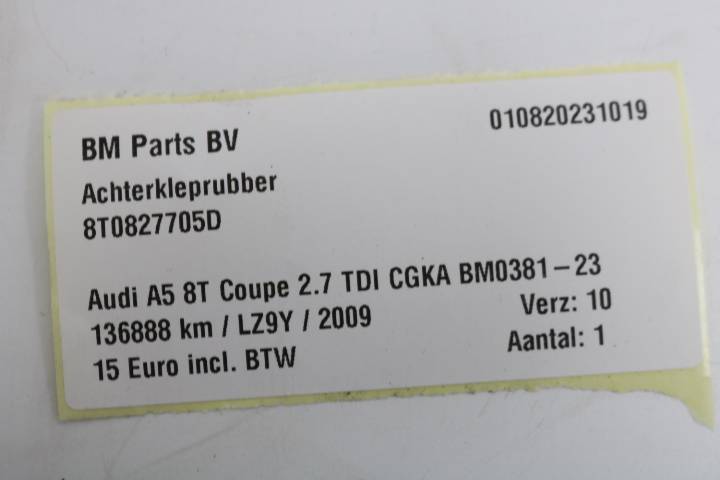 BM Parts BV
010820231019
Achterkleprubber
8T0827705D
Audi A5 8T Coupe 2.7 TDI CGKA BM0381-23
136888 km / LZ9Y / 2009
Verz: 10
15 Euro incl. BTW
Aantal: 1